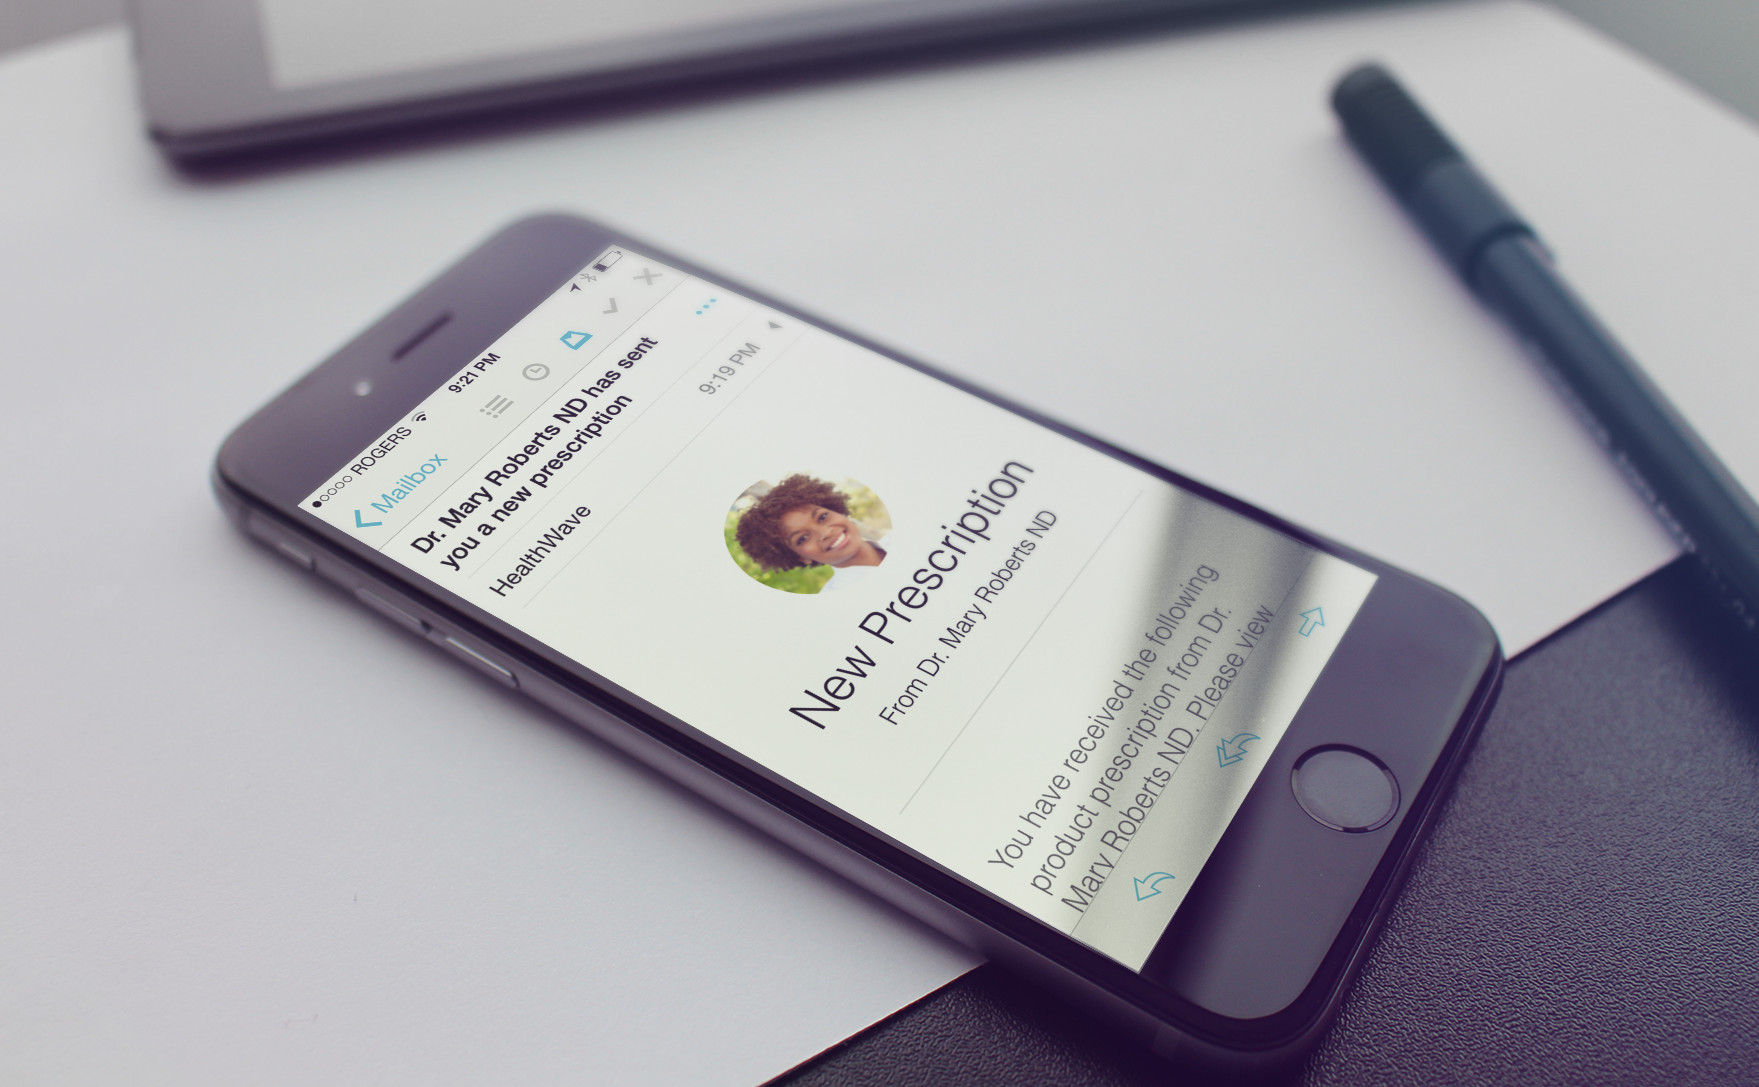 ROGERS 9:21 PM
Mailbox
Dr. Mary Roberts ND has sent
you a new prescription
HealthWave 9:19 PM
New Prescription
From Dr. Mary Roberts ND
You have received the following
product prescription from Dr.
Mary Roberts ND. Please view